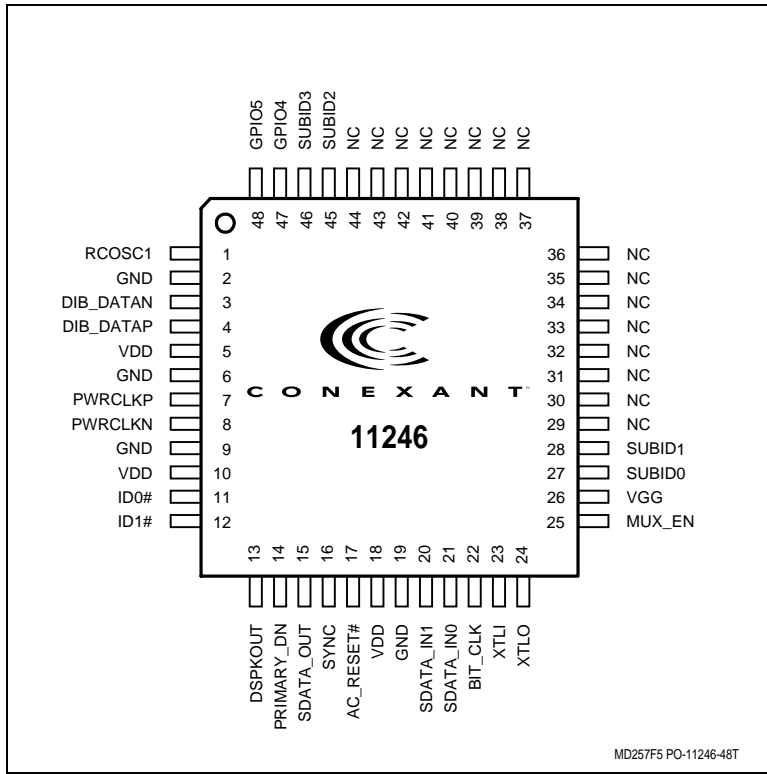 GPIO5
GPIO4
SUBID3
SUBID2
NC
NC
NC
NC
NC
NC
NC
NC
48
47
46
45
44
43
42
41
40
39
38
37
RCOSC1 1
GND 2
DIB_DATAN 3
DIB_DATAP 4
VDD 5
GND 6
PWRCLKP 7
PWRCLKN 8
GND 9
VDD 10
ID0# 11
ID1# 12
CONEXANT™
11246
36 NC
35 NC
34 NC
33 NC
32 NC
31 NC
30 NC
29 NC
28 SUBID1
27 SUBID0
26 VGG
25 MUX_EN
13
14
15
16
17
18
19
20
21
22
23
24
DSPKOUT
PRIMARY_DN
SDATA_OUT
SYNC
AC_RESET#
VDD
GND
SDATA_IN1
SDATA_IN0
BIT_CLK
XTLI
XTLO
MD257F5 PO-11246-48T